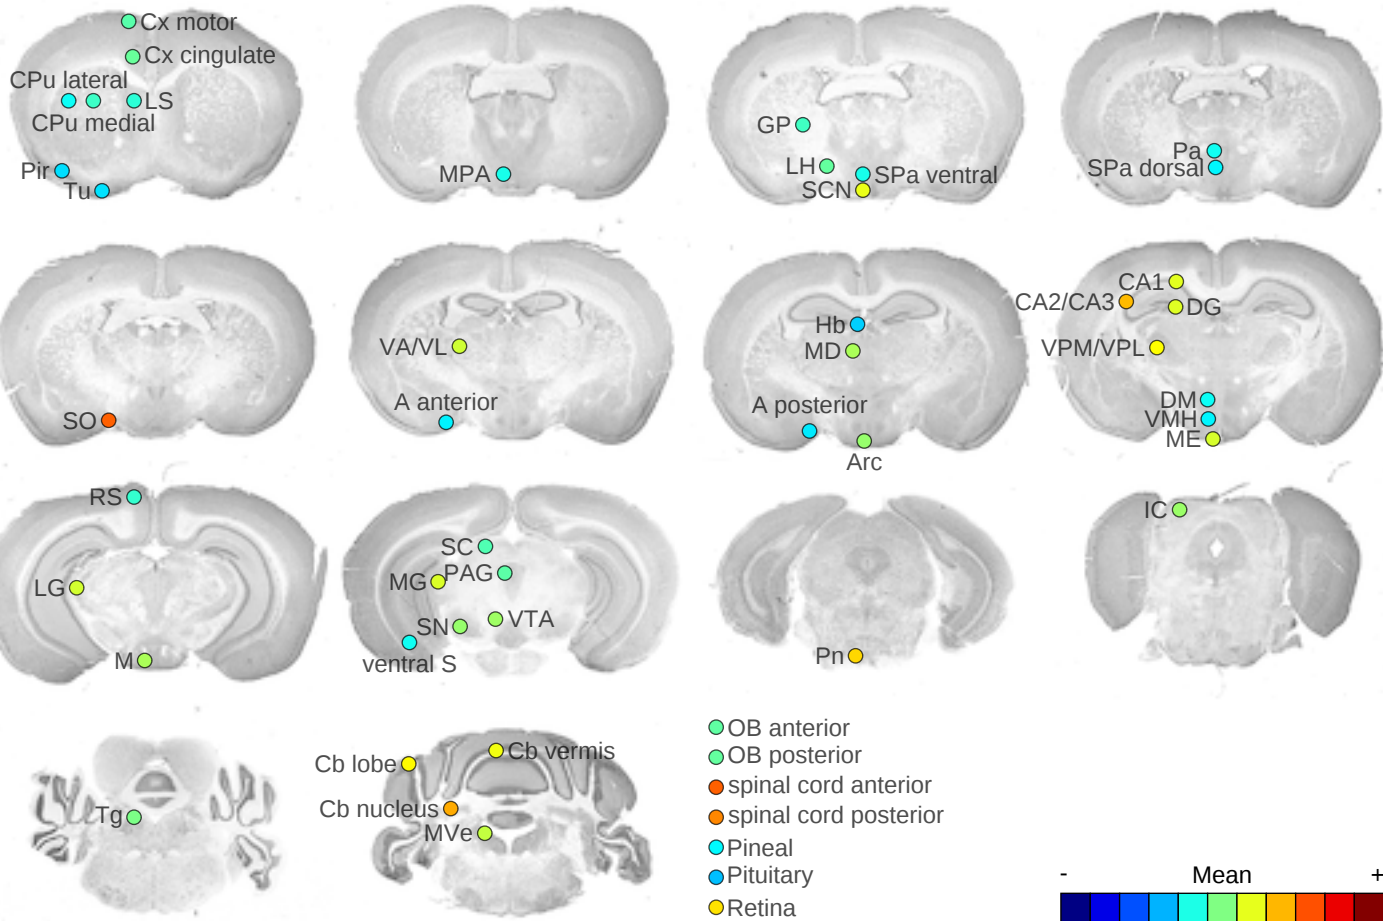 Cx motor
Cx cingulate
CPu lateral
LS
CPu medial
Pir
Tu
MPA
GP
LH
SPa ventral
SCN
Pa
SPa dorsal
SO
VA/VL
A anterior
Hb
MD
A posterior
Arc
CA1
CA2/CA3
DG
VPM/VPL
DM
VMH
ME
RS
LG
M
SC
PAG
MG
SN
VTA
ventral S
Pn
IC
Tg
Cb vermis
Cb lobe
Cb nucleus
MVe
OB anterior
OB posterior
spinal cord anterior
spinal cord posterior
Pineal
Pituitary
Retina
- Mean +